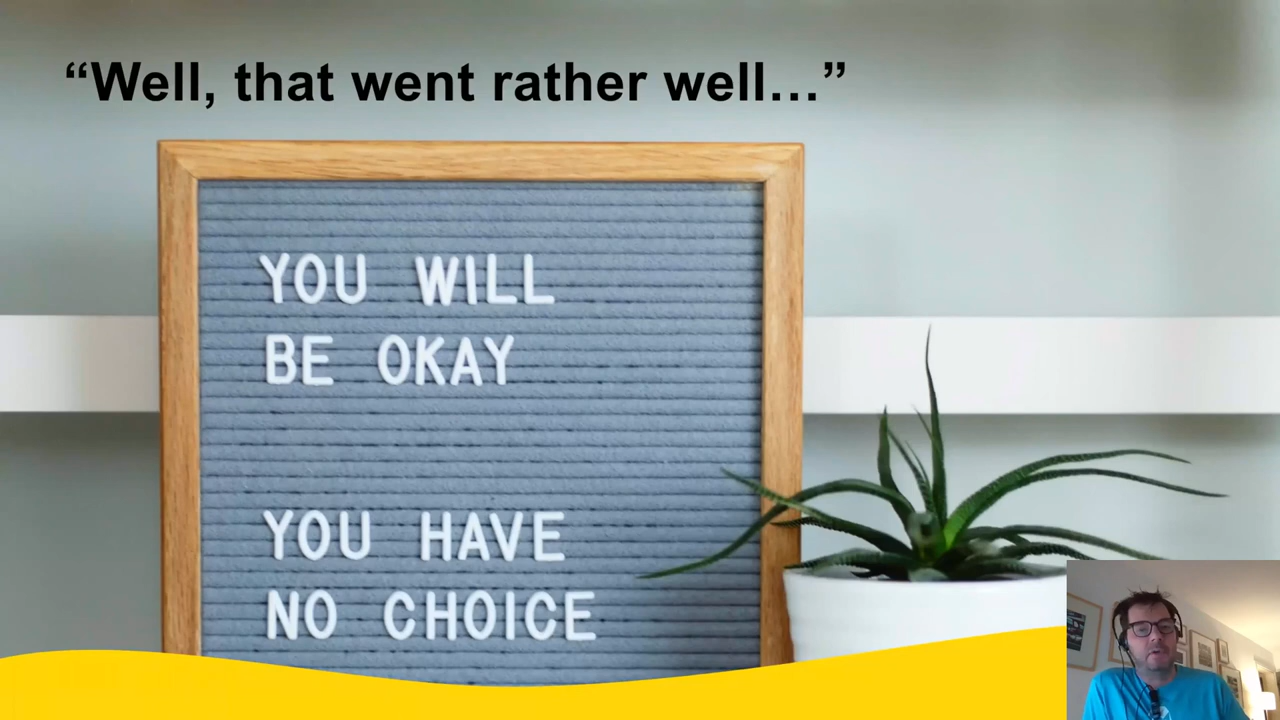 “Well, that went rather well…”
YOU WILL
BE OKAY
YOU HAVE
NO CHOICE